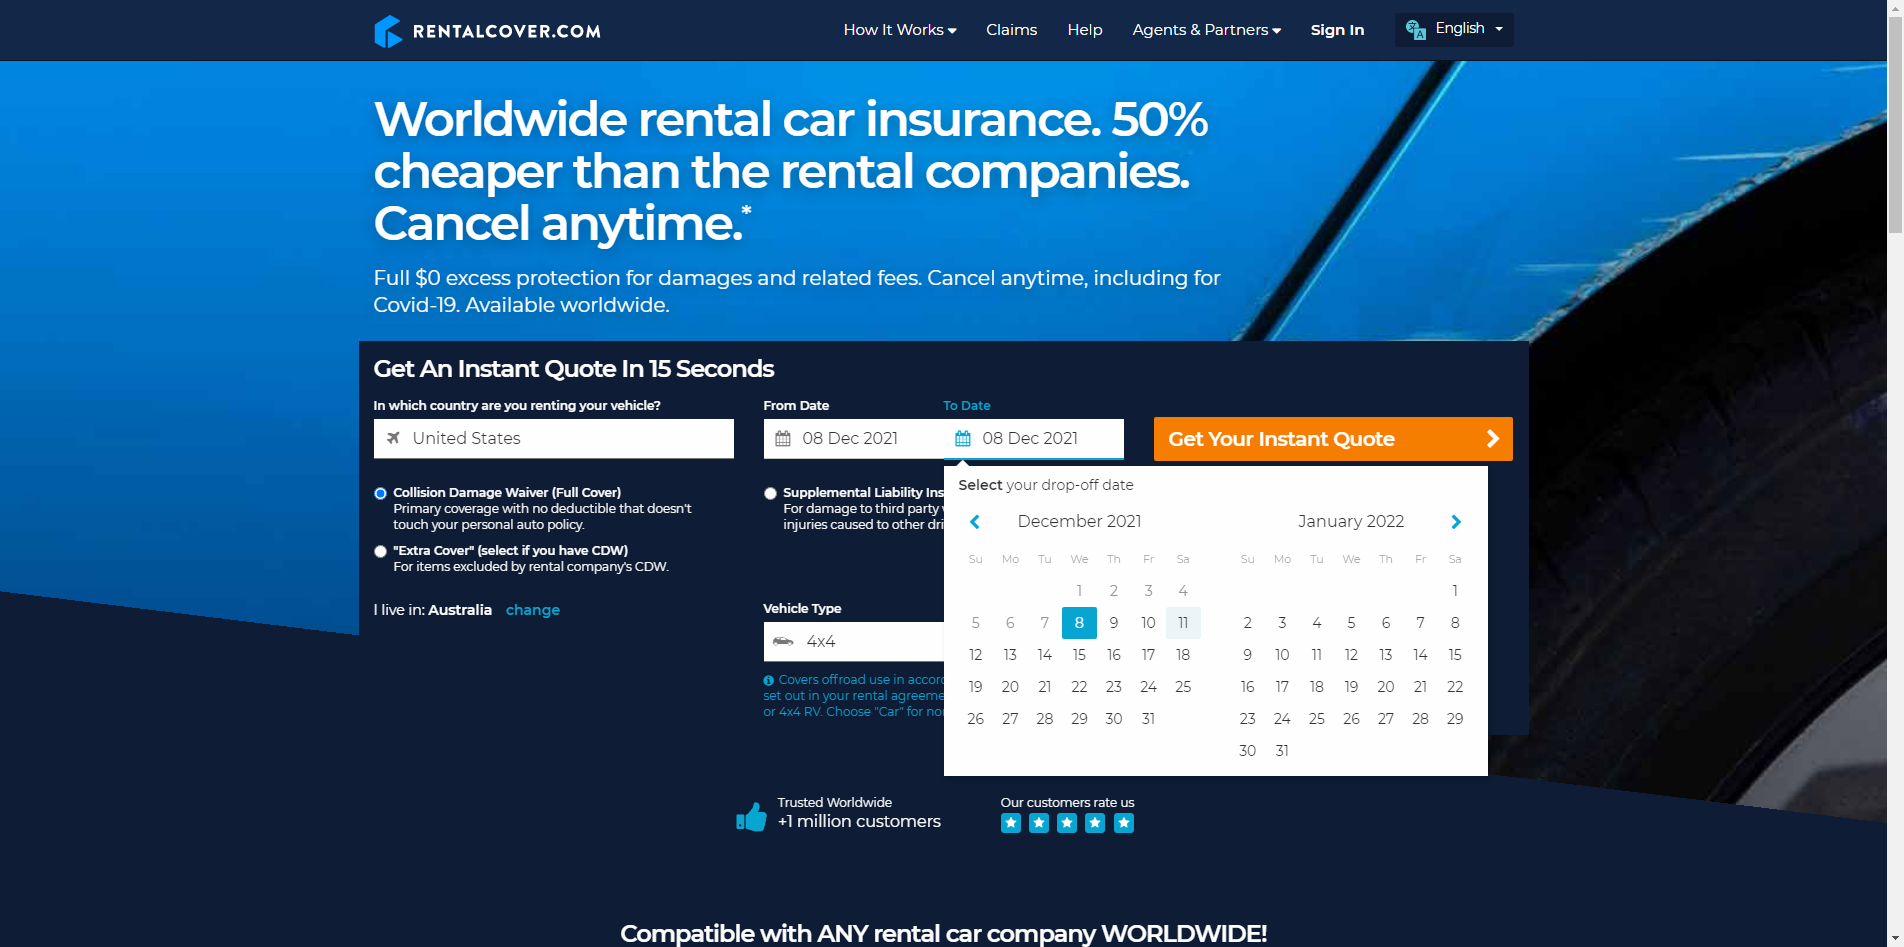 RENTALCOVER.COM
How It Works
Claims
Help
Agents & Partners
Sign In
English
Worldwide rental car insurance. 50%
cheaper than the rental companies.
Cancel anytime.*
Full $0 excess protection for damages and related fees. Cancel anytime, including for
Covid-19. Available worldwide.
Get An Instant Quote In 15 Seconds
In which country are you renting your vehicle?
United States
From Date
To Date
08 Dec 2021
08 Dec 2021
Get Your Instant Quote
Collision Damage Waiver (Full Cover)
Primary coverage with no deductible that doesn't
touch your personal auto policy.
"Extra Cover" (select if you have CDW)
For items excluded by rental company's CDW.
Supplemental Liability Ins
For damage to third party
injuries caused to other dri
I live in: Australia change
Vehicle Type
4x4
Covers offroad use in accor
set out in your rental agreeme
or 4x4 RV. Choose "Car" for no
Select your drop-off date
December 2021
Su Mo Tu We Th Fr Sa
1 2 3 4
5 6 7 8 9 10 11
12 13 14 15 16 17 18
19 20 21 22 23 24 25
26 27 28 29 30 31
January 2022
Su Mo Tu We Th Fr Sa
1
2 3 4 5 6 7 8
9 10 11 12 13 14 15
16 17 18 19 20 21 22
23 24 25 26 27 28 29
30 31
Trusted Worldwide
+1 million customers
Our customers rate us
Compatible with ANY rental car company WORLDWIDE!